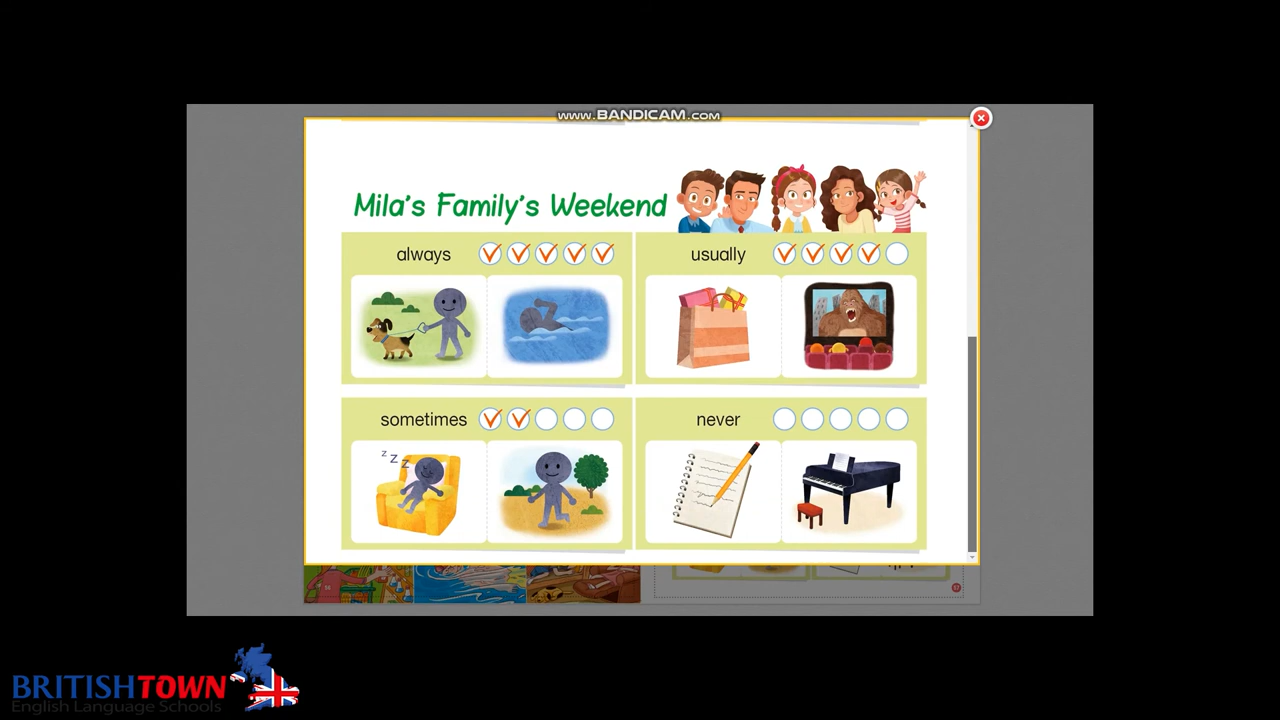 www.BANDICAM.com
Mila's Family's Weekend
always
usually
sometimes
never
z z z
BRITISHTOWN
English Language Schools